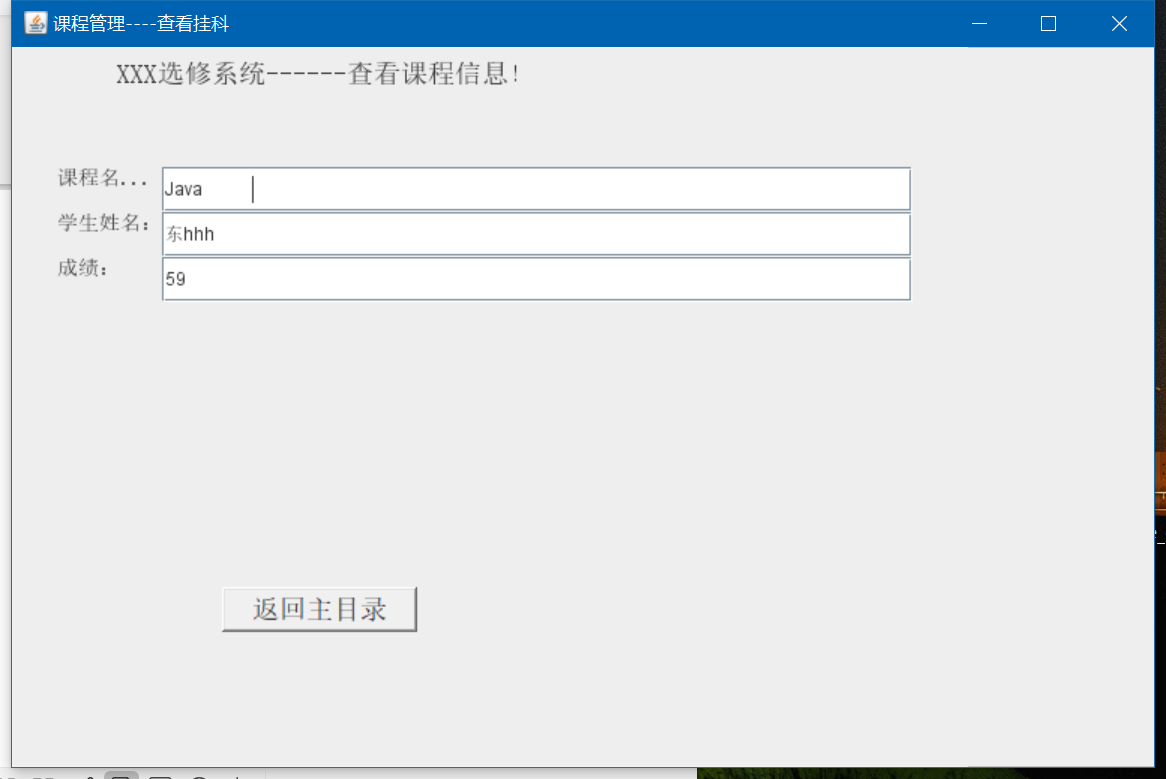 课程管理----查看挂科
XXX选修系统------查看课程信息!
课程名...
Java
学生姓名:
东hhh
成绩:
59
返回主目录